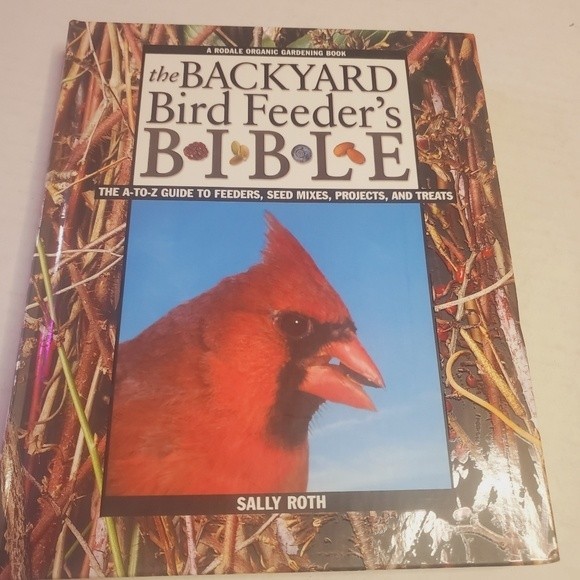 A RODALE ORGANIC GARDENING BOOK
the BACKYARD
Bird Feeder's
B•I•B•L•E
THE A-TO-Z GUIDE TO FEEDERS, SEED MIXES, PROJECTS, AND TREATS
SALLY ROTH